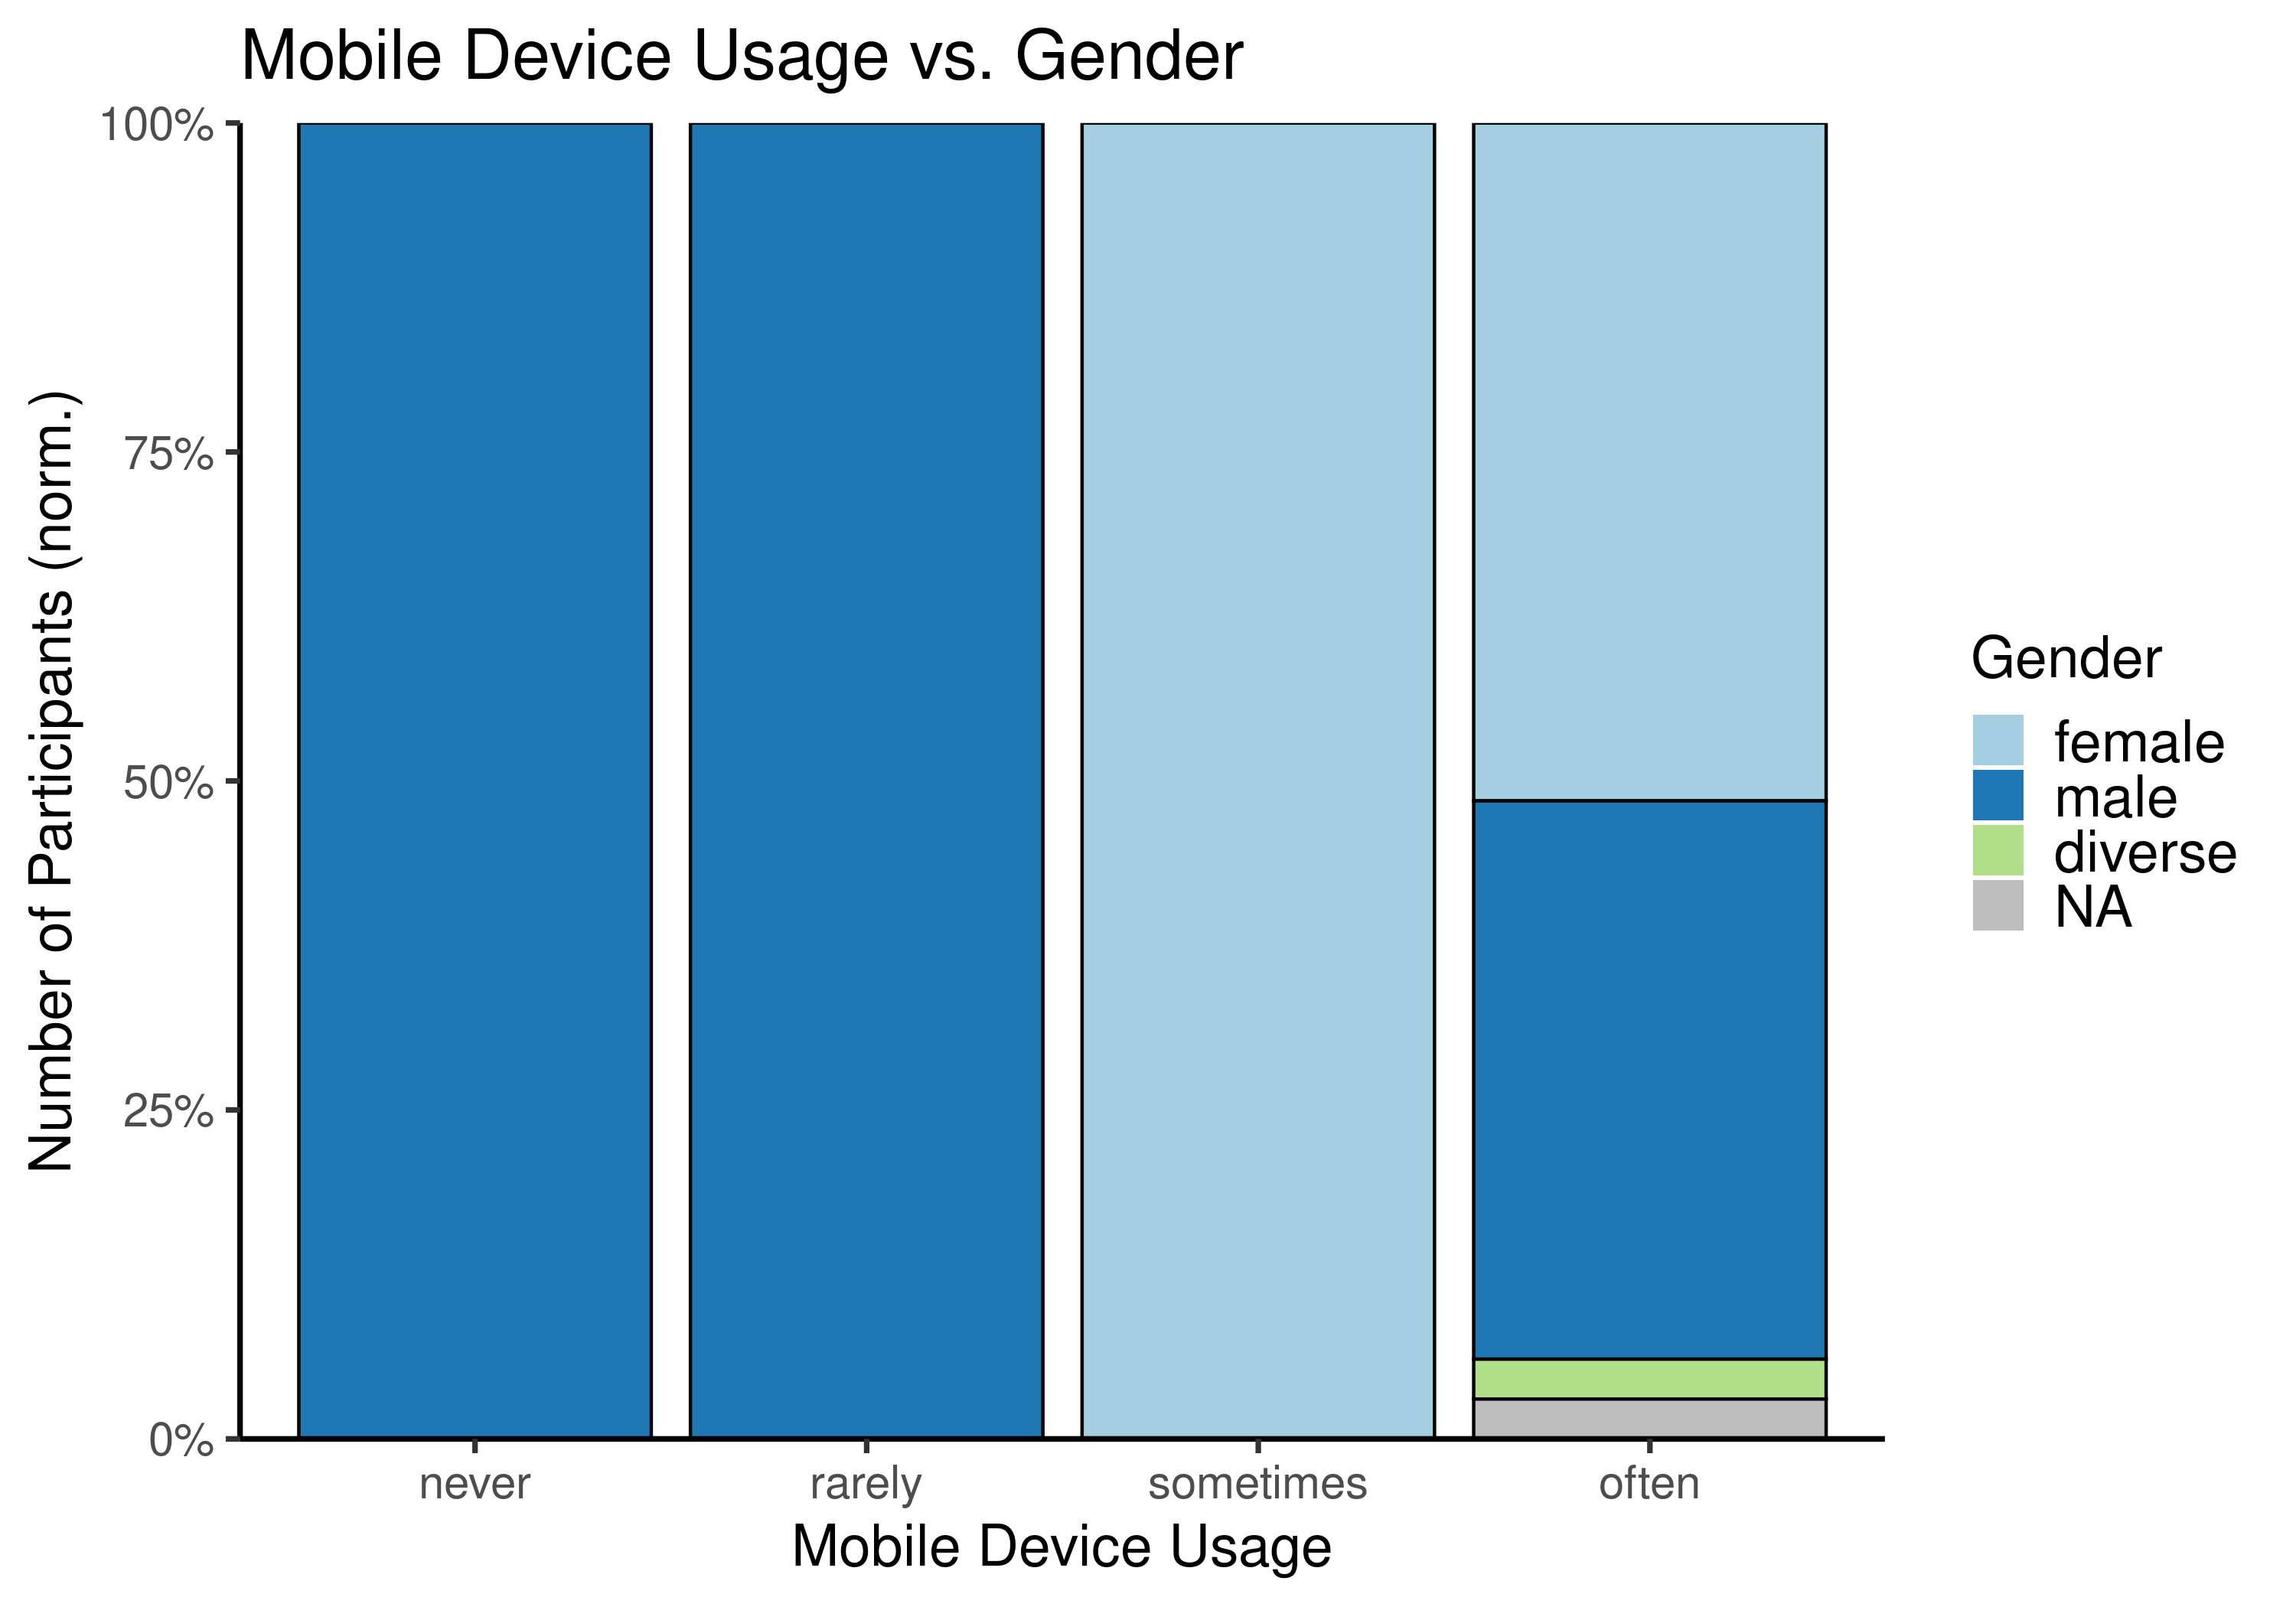 Mobile Device Usage vs. Gender
Number of Participants (norm.)
100%
75%
50%
25%
0%
never
rarely
sometimes
often
Mobile Device Usage
Gender
female
male
diverse
NA